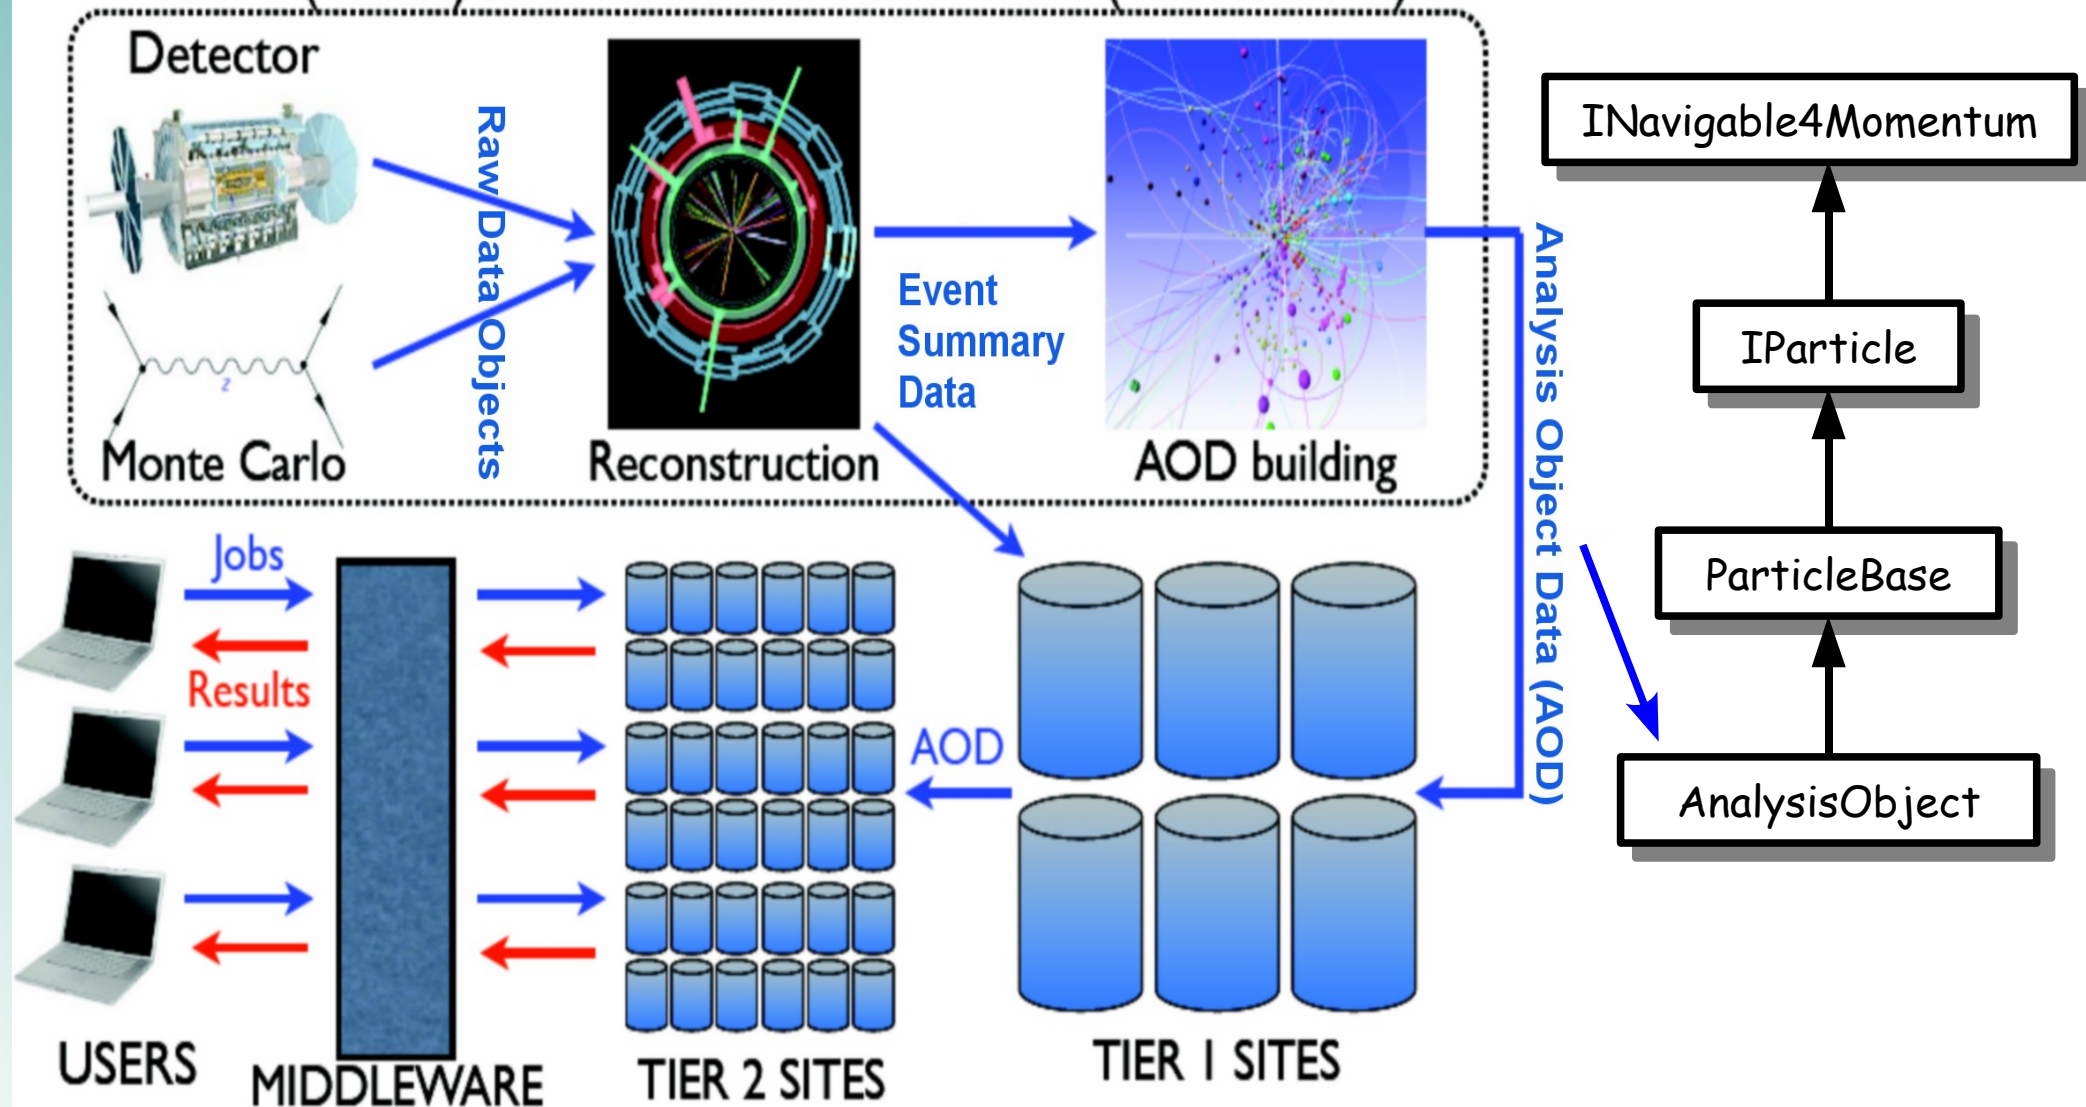 Detector
Raw Data Objects
Z
Monte Carlo
Reconstruction
Event
Summary
Data
AOD building
Analysis Object Data (AOD)
INavigable4Momentum
IParticle
ParticleBase
AnalysisObject
Jobs
Results
AOD
USERS
MIDDLEWARE
TIER 2 SITES
TIER 1 SITES